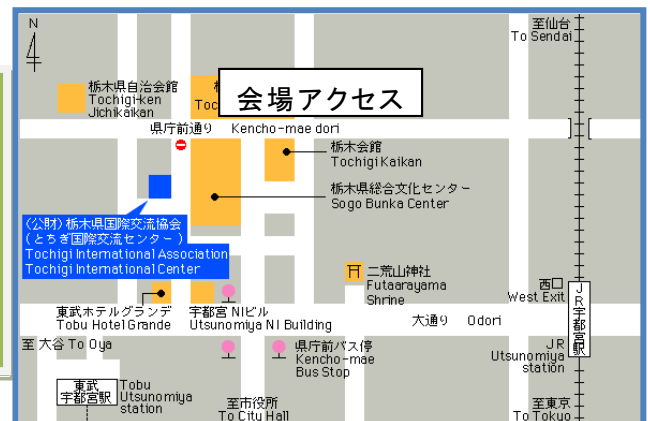 N
至仙台
To Sendai
栃木県自治会館
Tochigi-ken
Jichikaikan
会場アクセス
県庁前通り Kencho-mae dori
栃木会館
Tochigi Kaikan
栃木県総合文化センター
Sogo Bunka Center
(公財)栃木県国際交流協会
(とちぎ国際交流センター)
Tochigi International Association
Tochigi International Center
二荒山神社
Futaarayama
Shrine
西口
West Exit
JR宇都宮駅
東武ホテルグランデ
Tobu Hotel Grande
宇都宮 NIビル
Utsunomiya NI Building
大通り Odori
至 大谷 To Oya
県庁前バス停
Kencho-mae
Bus Stop
JR
Utsunomiya
station
東武
宇都宮駅
Tobu
Utsunomiya
station
至市役所
To City Hall
至東京
To Tokyo